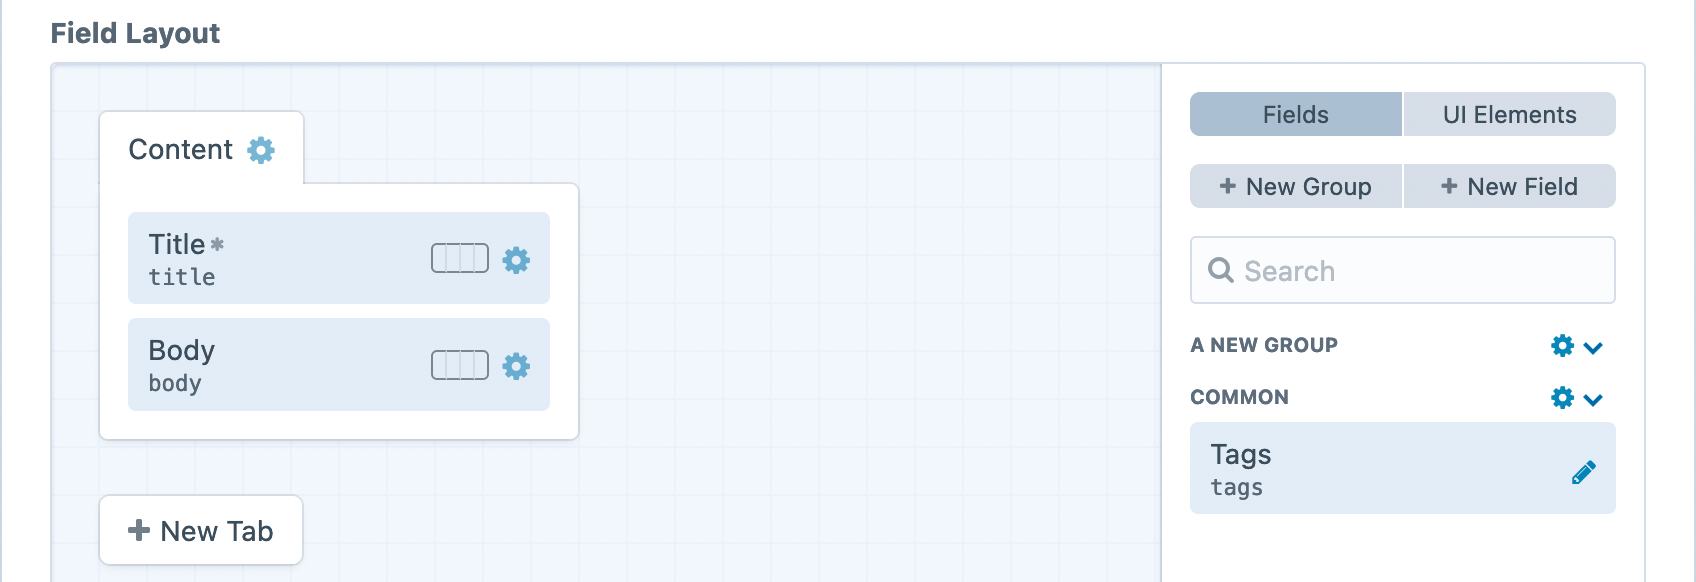 Field Layout
Content
Title*
title
Body
body
+ New Tab
Fields
UI Elements
+ New Group
+ New Field
Search
A NEW GROUP
COMMON
Tags
tags